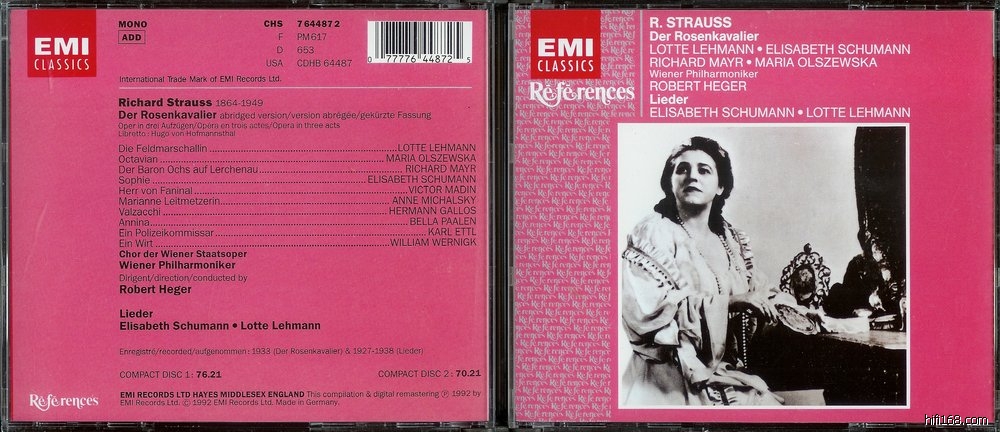 EMI
CLASSICS
MONO
ADD
CHS 7 64487 2
F PM 617
D 653
USA CDHB 64487
0 77776 44872 5
International Trade Mark of EMI Records Ltd.
Richard Strauss 1864-1949
Der Rosenkavalier abridged version/version abrégée/gekürzte Fassung
Oper in drei Aufzügen/Opéra en trois actes/Opera in three acts
Libretto : Hugo von Hofmannsthal
Die Feldmarschallin LOTTE LEHMANN
Octavian MARIA OLSZEWSKA
Der Baron Ochs auf Lerchenau RICHARD MAYR
Sophie ELISABETH SCHUMANN
Herr von Faninal VICTOR MADIN
Marianne Leitmetzerin ANNE MICHALSKY
Valzacchi HERMANN GALLOS
Annina BELLA PAALEN
Ein Polizeikommissar KARL ETTL
Ein Wirt WILLIAM WERNIGK
Chor der Wiener Staatsoper
Wiener Philharmoniker
Dirigent/direction/conducted by
Robert Heger
Lieder
Elisabeth Schumann • Lotte Lehmann
Enregistré/recorded/aufgenommen : 1933 (Der Rosenkavalier) & 1927-1938 (Lieder)
COMPACT DISC 1 : 76.21 COMPACT DISC 2 : 70.21
Références
EMI RECORDS LTD HAYES MIDDLESEX ENGLAND This compilation & digital remastering Ⓟ 1992 by
EMI Records Ltd. © 1992 EMI Records Ltd. Made in Germany.
EMI
CLASSICS
Références
R. STRAUSS
Der Rosenkavalier
LOTTE LEHMANN • ELISABETH SCHUMANN
RICHARD MAYR • MARIA OLSZEWSKA
Wiener Philharmoniker
ROBERT HEGER
Lieder
ELISABETH SCHUMANN • LOTTE LEHMANN
hifi168.com